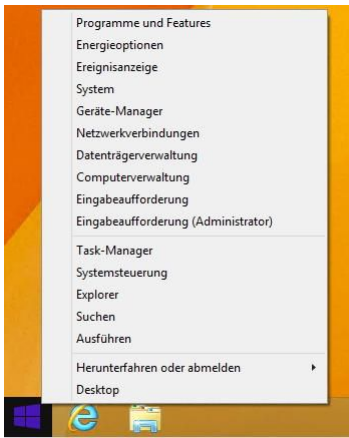 Programme und Features
Energieoptionen
Ereignisanzeige
System
Geräte-Manager
Netzwerkverbindungen
Datenträgerverwaltung
Computerverwaltung
Eingabeaufforderung
Eingabeaufforderung (Administrator)
Task-Manager
Systemsteuerung
Explorer
Suchen
Ausführen
Herunterfahren oder abmelden
Desktop